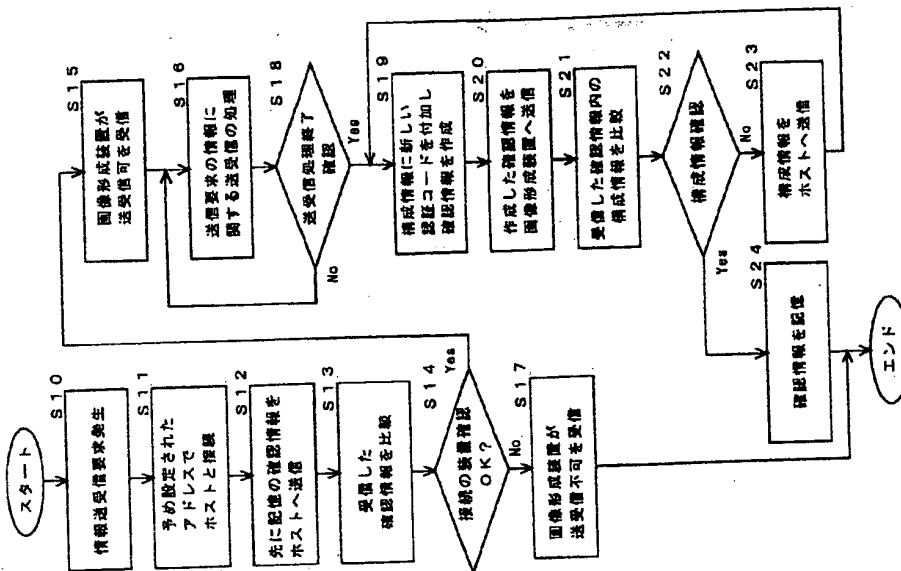 スタート
S10
情報送受信要求発生
S11
予め設定された
アドレスで
ホストと接続
S12
先に記憶の確認情報を
ホストへ送信
S13
受信した
確認情報を比較
S14
接続の装置確認
OK?
Yes
No
S17
画像形成装置が
送受信不可を受信
S15
画像形成装置が
送受信可を受信
S16
送信要求の情報に
関する送受信の処理
S18
送受信処理終了
確認
No
Yes
S19
構成情報に新しい
認証コードを付加し
確認情報を作成
S20
作成した確認情報を
画像形成装置へ送信
S21
受信した確認情報内の
構成情報を比較
S22
構成情報確認
Yes
No
S23
構成情報を
ホストへ送信
S24
確認情報を記憶
エンド